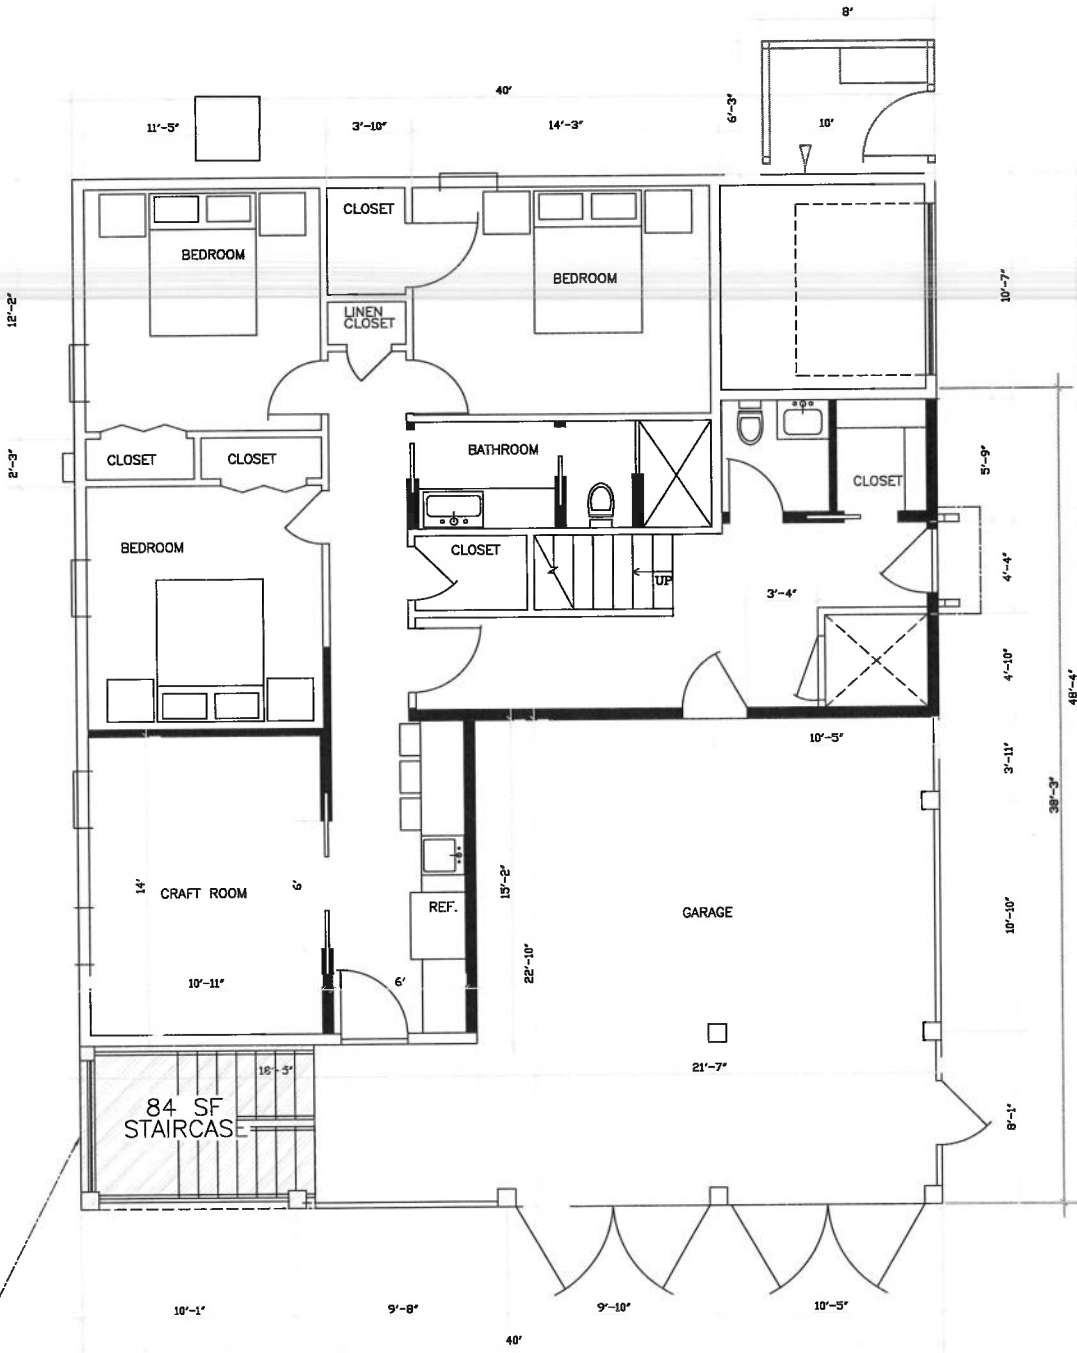 8'
40'
11'-5"
3'-10"
14'-3"
6'-3"
10'
CLOSET
BEDROOM
BEDROOM
12'-2"
10'-7"
LINEN
CLOSET
2'-3"
CLOSET
CLOSET
BATHROOM
5'-9"
CLOSET
BEDROOM
CLOSET
UP
3'-4"
4'-4"
4'-10"
48'-4"
10'-5"
3'-11"
38'-3"
14'
CRAFT ROOM
6'
15'-2"
REF.
GARAGE
10'-10"
22'-10"
10'-11"
6'
16'-5"
21'-7"
84 SF
STAIRCASE
8'-1"
10'-1"
9'-8"
9'-10"
10'-5"
40'